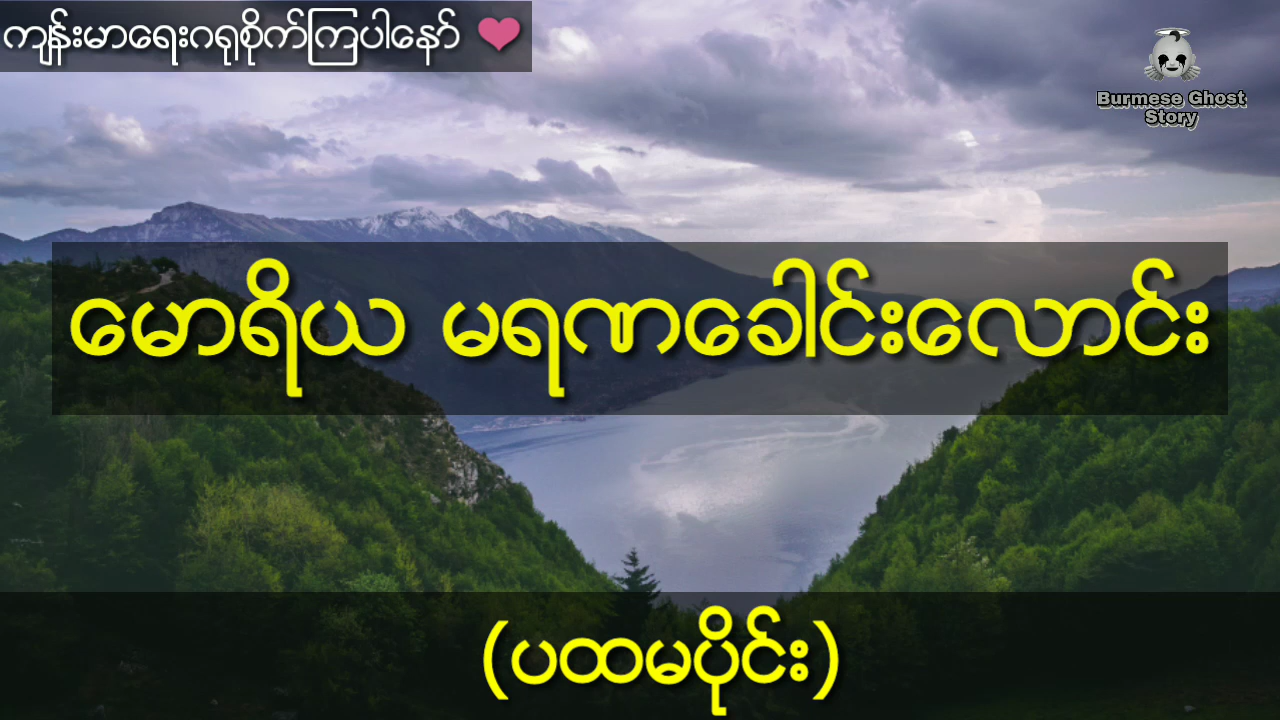 ကျန်းမာရေးဂရုစိုက်ကြပါနော် ❤
Burmese Ghost
Story
မောရိယ မရဏခေါင်းလောင်း
(ပထမပိုင်း)